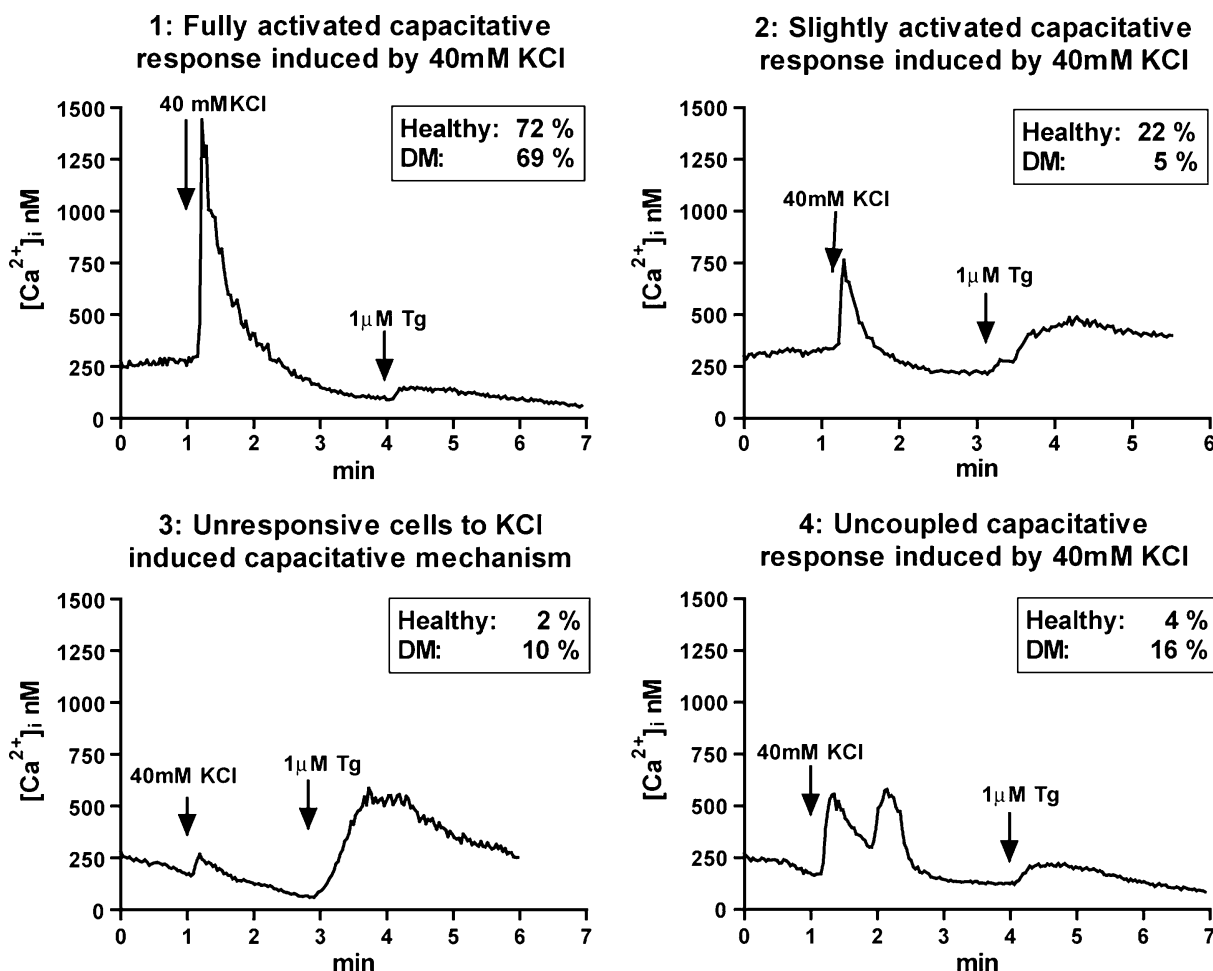 1: Fully activated capacitative
response induced by 40mM KCl
40 mMKCl
Healthy: 72 %
DM: 69 %
1μM Tg
[Ca2+]i nM
1500
1250
1000
750
500
250
0
0 1 2 3 4 5 6 7
min
2: Slightly activated capacitative
response induced by 40mM KCl
Healthy: 22 %
DM: 5 %
40mM KCl
1μM Tg
[Ca2+]i nM
1500
1250
1000
750
500
250
0
0 1 2 3 4 5 6
min
3: Unresponsive cells to KCl
induced capacitative mechanism
Healthy: 2 %
DM: 10 %
40mM KCl
1μM Tg
[Ca2+]i nM
1500
1250
1000
750
500
250
0
0 1 2 3 4 5 6 7
min
4: Uncoupled capacitative
response induced by 40mM KCl
Healthy: 4 %
DM: 16 %
40mM KCl
1μM Tg
[Ca2+]i nM
1500
1250
1000
750
500
250
0
0 1 2 3 4 5 6 7
min